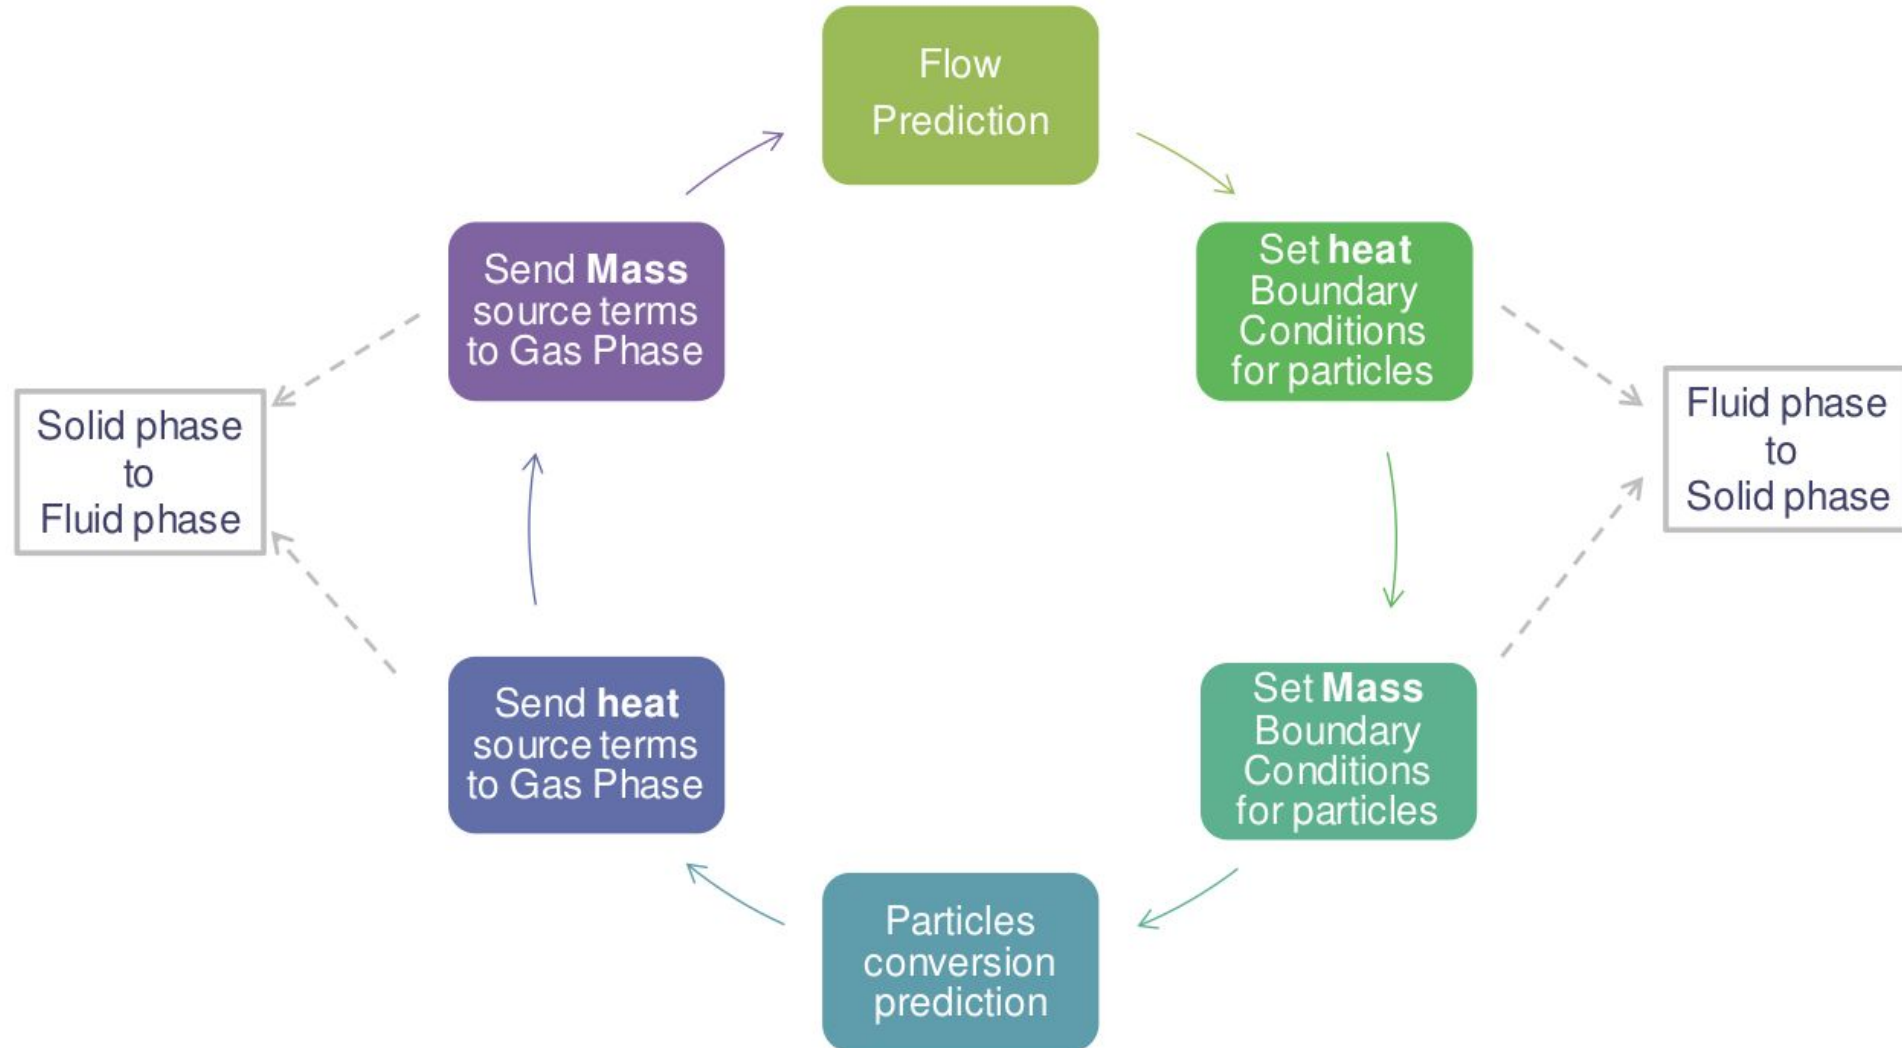 Flow
Prediction
Set heat
Boundary
Conditions
for particles
Set Mass
Boundary
Conditions
for particles
Particles
conversion
prediction
Send heat
source terms
to Gas Phase
Send Mass
source terms
to Gas Phase
Solid phase
to
Fluid phase
Fluid phase
to
Solid phase